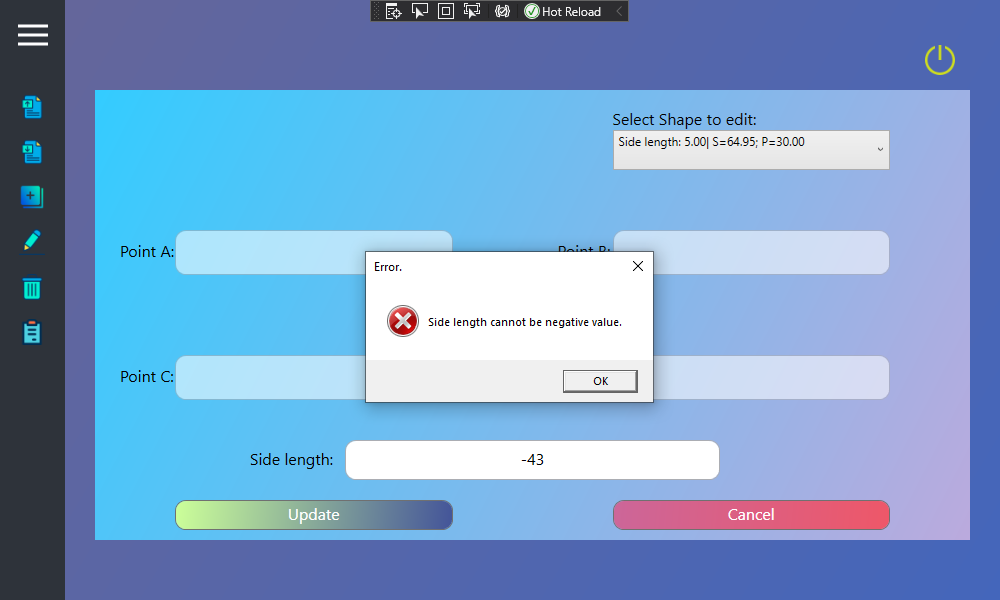 Hot Reload
Select Shape to edit:
Side length: 5.00| S=64.95; P=30.00
Point A:
Point B:
Error.
Side length cannot be negative value.
Point C:
OK
Side length:
-43
Update
Cancel